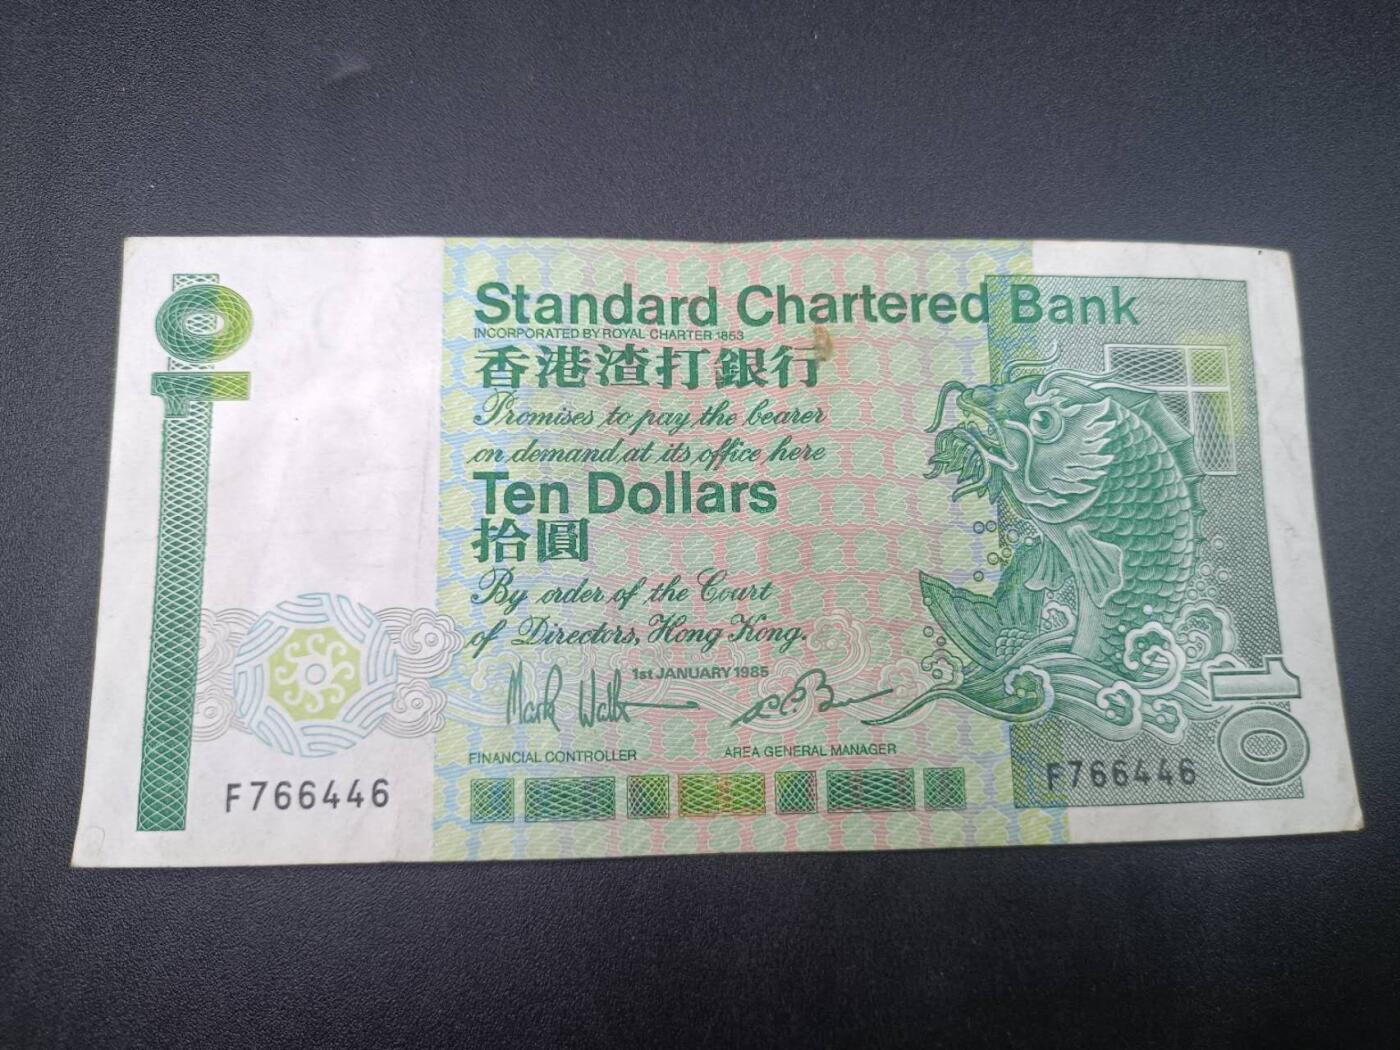 10
Standard Chartered Bank
INCORPORATED BY ROYAL CHARTER 1853
香港渣打銀行
Promises to pay the bearer
on demand at its office here
Ten Dollars
拾圓
By order of the Court
of Directors, Hong Kong.
1st JANUARY 1985
Mark
FINANCIAL CONTROLLER
AREA GENERAL MANAGER
F766446
F766446
10